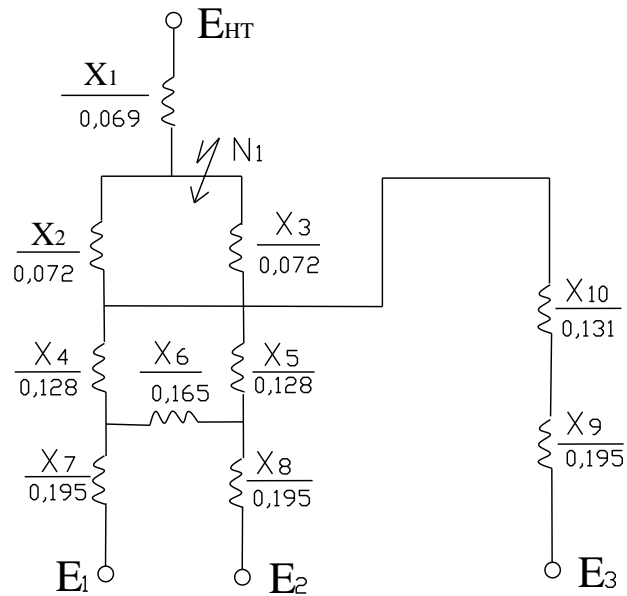 E_HT
X1
0,069
N1
X2
0,072
X3
0,072
X10
0,131
X4
0,128
X6
0,165
X5
0,128
X7
0,195
X8
0,195
X9
0,195
E1
E2
E3